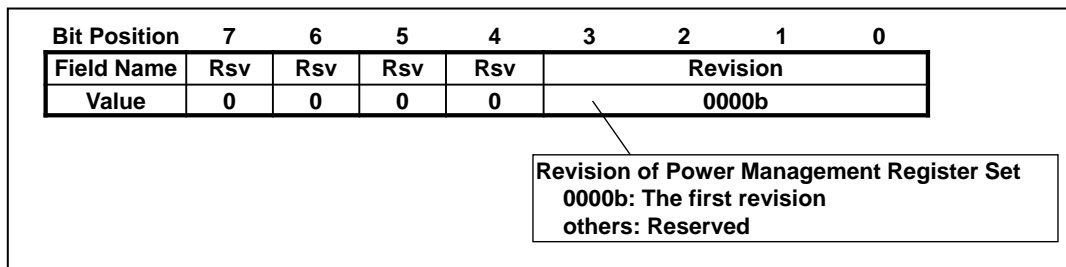 Bit Position 7 6 5 4 3 2 1 0
Field Name Rsv Rsv Rsv Rsv Revision
Value 0 0 0 0 0000b
Revision of Power Management Register Set
0000b: The first revision
others: Reserved